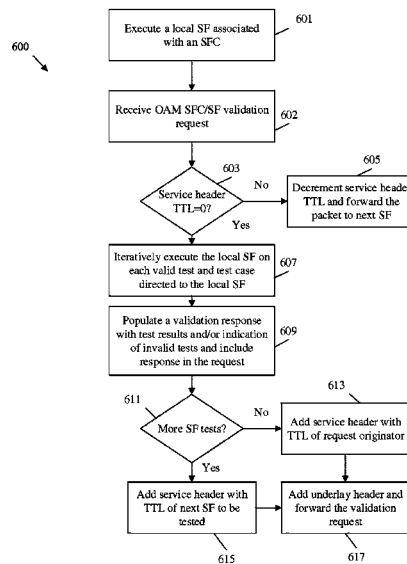 601
Execute a local SF associated
with an SFC
600
Receive OAM SFC/SF validation
request
602
603
605
Service header
TTL=0?
No
Yes
Decrement service header
TTL and forward the
packet to next SF
Iteratively execute the local SF on
each valid test and test case
directed to the local SF
607
Populate a validation response
with test results and/or indication
of invalid tests and include
response in the request
609
611
613
More SF tests?
No
Yes
Add service header with
TTL of request originator
Add service header with
TTL of next SF to be
tested
Add underlay header and
forward the validation
request
615
617